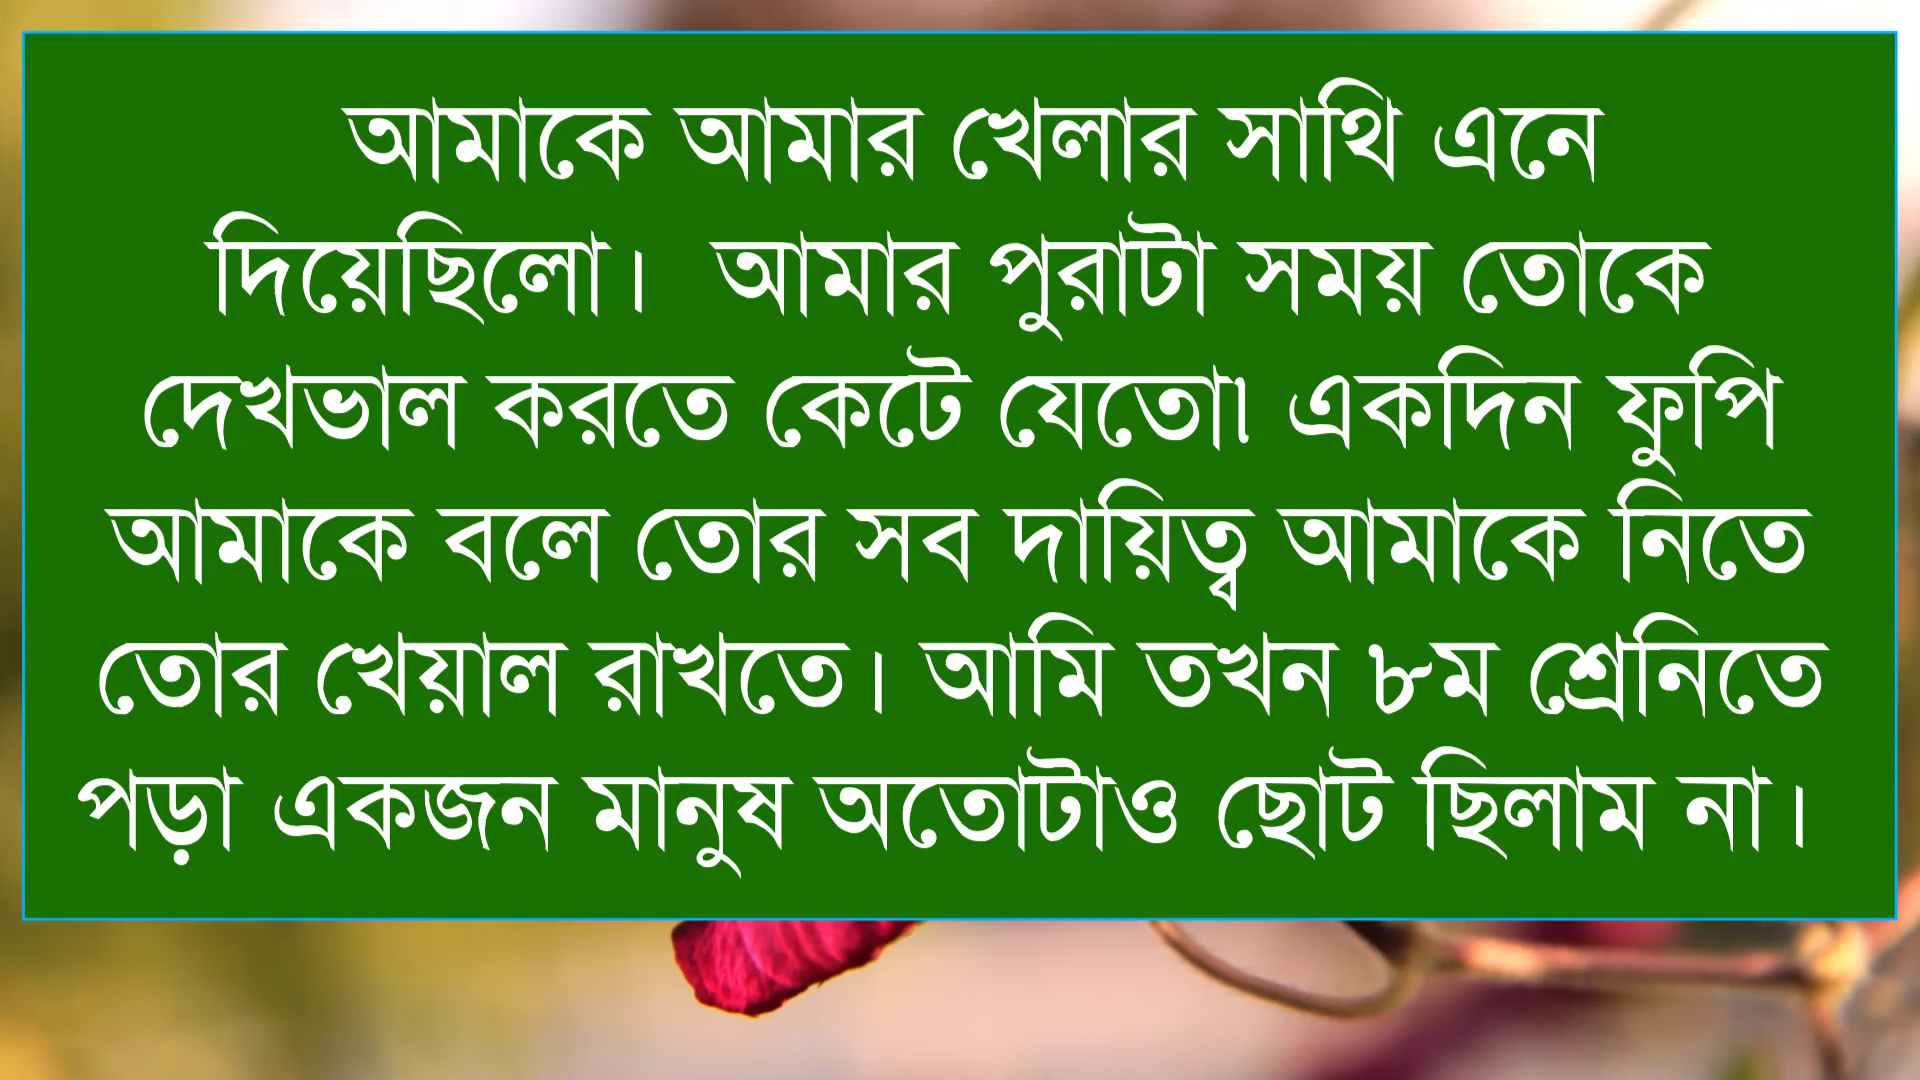 আমাকে আমার খেলার সাথি এনে
দিয়েছিলো। আমার পুরাটা সময় তোকে
দেখভাল করতে কেটে যেতো৷ একদিন ফুপি
আমাকে বলে তোর সব দায়িত্ব আমাকে নিতে
তোর খেয়াল রাখতে। আমি তখন ৮ম শ্রেনিতে
পড়া একজন মানুষ অতোটাও ছোট ছিলাম না।